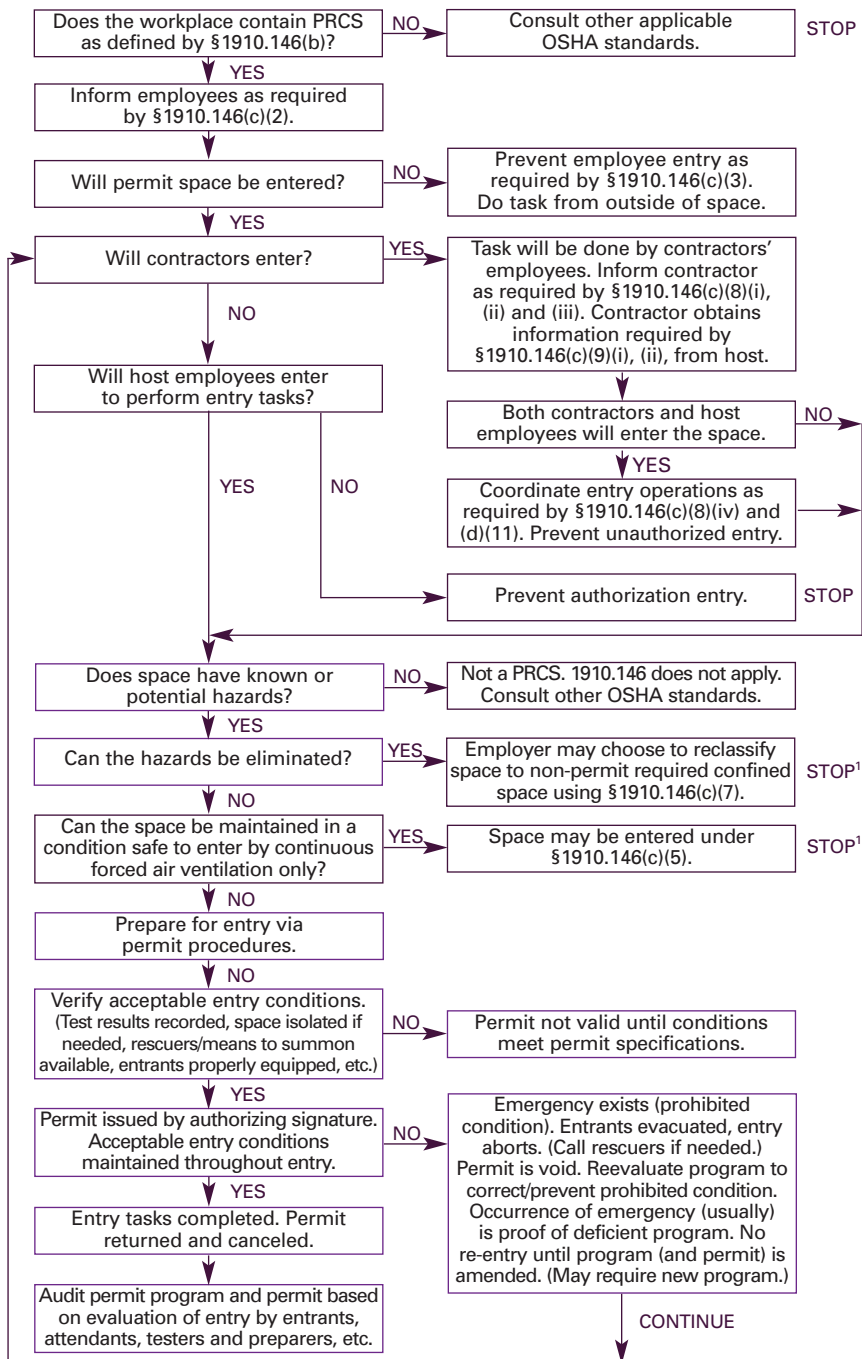 Does the workplace contain PRCS
as defined by §1910.146(b)?
NO
Consult other applicable
OSHA standards.
STOP
YES
Inform employees as required
by §1910.146(c)(2).
Will permit space be entered?
NO
Prevent employee entry as
required by §1910.146(c)(3).
Do task from outside of space.
YES
Will contractors enter?
YES
Task will be done by contractors’
employees. Inform contractor
as required by §1910.146(c)(8)(i),
(ii) and (iii). Contractor obtains
information required by
§1910.146(c)(9)(i), (ii), from host.
NO
Will host employees enter
to perform entry tasks?
Both contractors and host
employees will enter the space.
NO
YES
YES
NO
Coordinate entry operations as
required by §1910.146(c)(8)(iv) and
(d)(11). Prevent unauthorized entry.
Prevent authorization entry.
STOP
Does space have known or
potential hazards?
NO
Not a PRCS. 1910.146 does not apply.
Consult other OSHA standards.
YES
Can the hazards be eliminated?
YES
Employer may choose to reclassify
space to non-permit required confined
space using §1910.146(c)(7).
STOP¹
NO
Can the space be maintained in a
condition safe to enter by continuous
forced air ventilation only?
YES
Space may be entered under
§1910.146(c)(5).
STOP¹
NO
Prepare for entry via
permit procedures.
NO
Verify acceptable entry conditions.
(Test results recorded, space isolated if
needed, rescuers/means to summon
available, entrants properly equipped, etc.)
NO
Permit not valid until conditions
meet permit specifications.
YES
Permit issued by authorizing signature.
Acceptable entry conditions
maintained throughout entry.
NO
Emergency exists (prohibited
condition). Entrants evacuated, entry
aborts. (Call rescuers if needed.)
Permit is void. Reevaluate program to
correct/prevent prohibited condition.
Occurrence of emergency (usually)
is proof of deficient program. No
re-entry until program (and permit) is
amended. (May require new program.)
YES
Entry tasks completed. Permit
returned and canceled.
Audit permit program and permit based
on evaluation of entry by entrants,
attendants, testers and preparers, etc.
CONTINUE